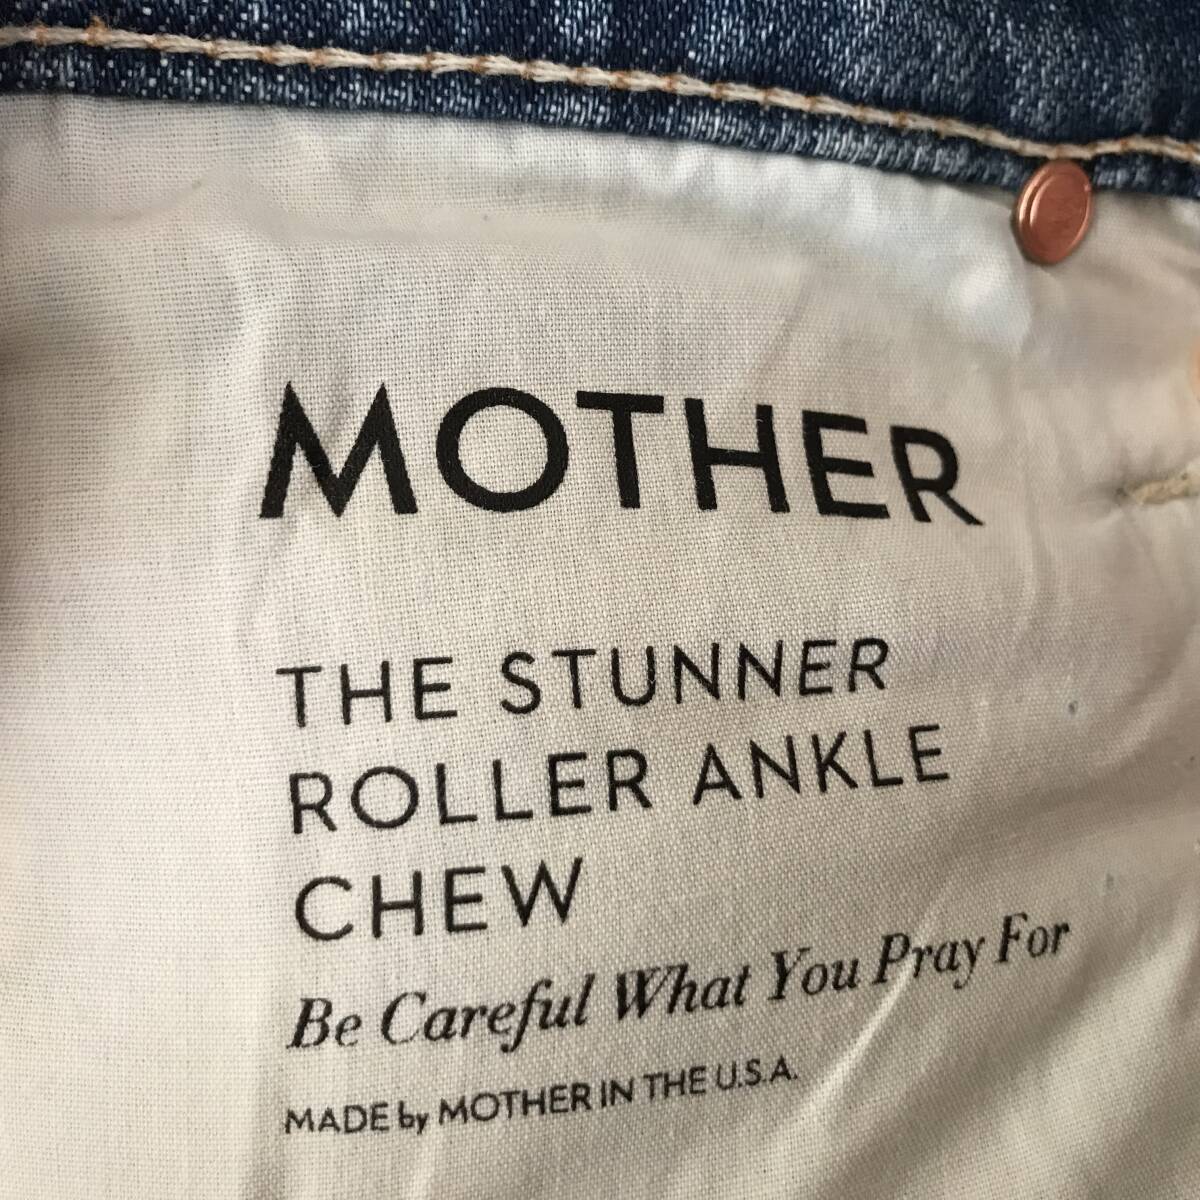 MOTHER
THE STUNNER
ROLLER ANKLE
CHEW
Be Careful What You Pray For
MADE by MOTHER IN THE U.S.A.